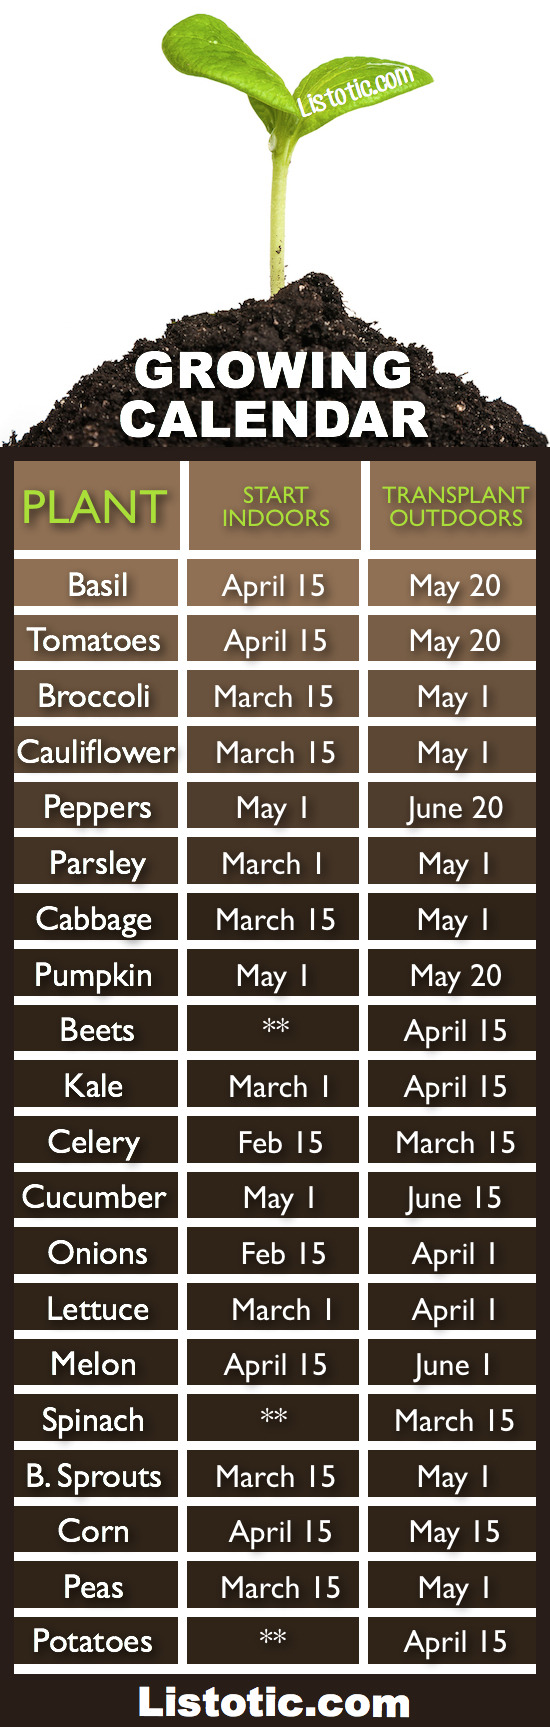 Listotic.com
GROWING
CALENDAR
PLANT START INDOORS TRANSPLANT OUTDOORS
Basil April 15 May 20
Tomatoes April 15 May 20
Broccoli March 15 May 1
Cauliflower March 15 May 1
Peppers May 1 June 20
Parsley March 1 May 1
Cabbage March 15 May 1
Pumpkin May 1 May 20
Beets ** April 15
Kale March 1 April 15
Celery Feb 15 March 15
Cucumber May 1 June 15
Onions Feb 15 April 1
Lettuce March 1 April 1
Melon April 15 June 1
Spinach ** March 15
B. Sprouts March 15 May 1
Corn April 15 May 15
Peas March 15 May 1
Potatoes ** April 15
Listotic.com